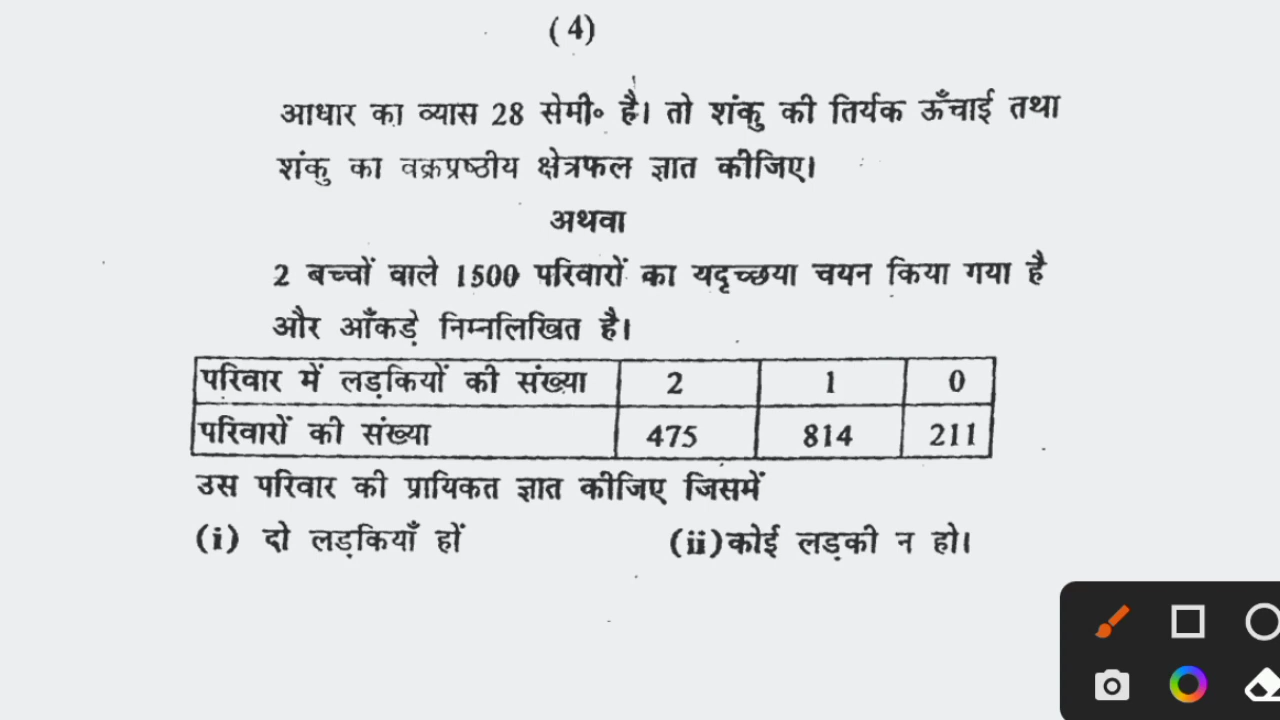 (4)
आधार का व्यास 28 सेमी॰ है। तो शंकु की तिर्यक ऊँचाई तथा
शंकु का वक्रप्रष्ठीय क्षेत्रफल ज्ञात कीजिए।
अथवा
2 बच्चों वाले 1500 परिवारों का यदृच्छया चयन किया गया है
और आँकड़े निम्नलिखित है।
परिवार में लड़कियों की संख्या 2 1 0
परिवारों की संख्या 475 814 211
उस परिवार की प्रायिकत ज्ञात कीजिए जिसमें
(i) दो लड़कियाँ हों (ii) कोई लड़की न हो।